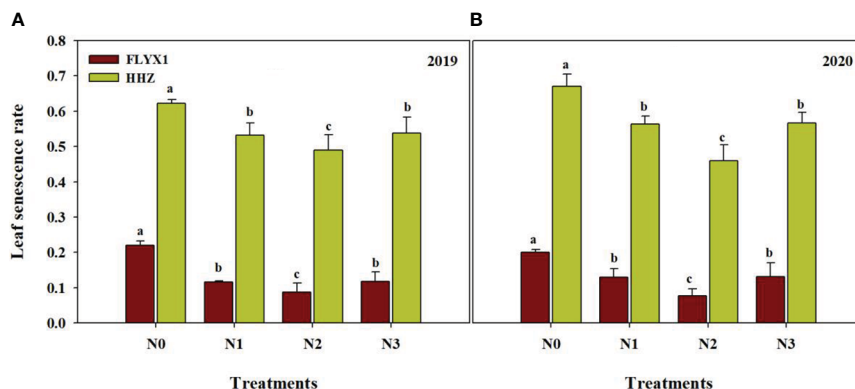 A
B
Leaf senescence rate
0.8
0.7
0.6
0.5
0.4
0.3
0.2
0.1
0.0
FLYX1
HHZ
2019
a
a
b
b
c
c
b
b
N0
N1
N2
N3
Treatments
2020
a
a
b
b
c
c
b
b
N0
N1
N2
N3
Treatments